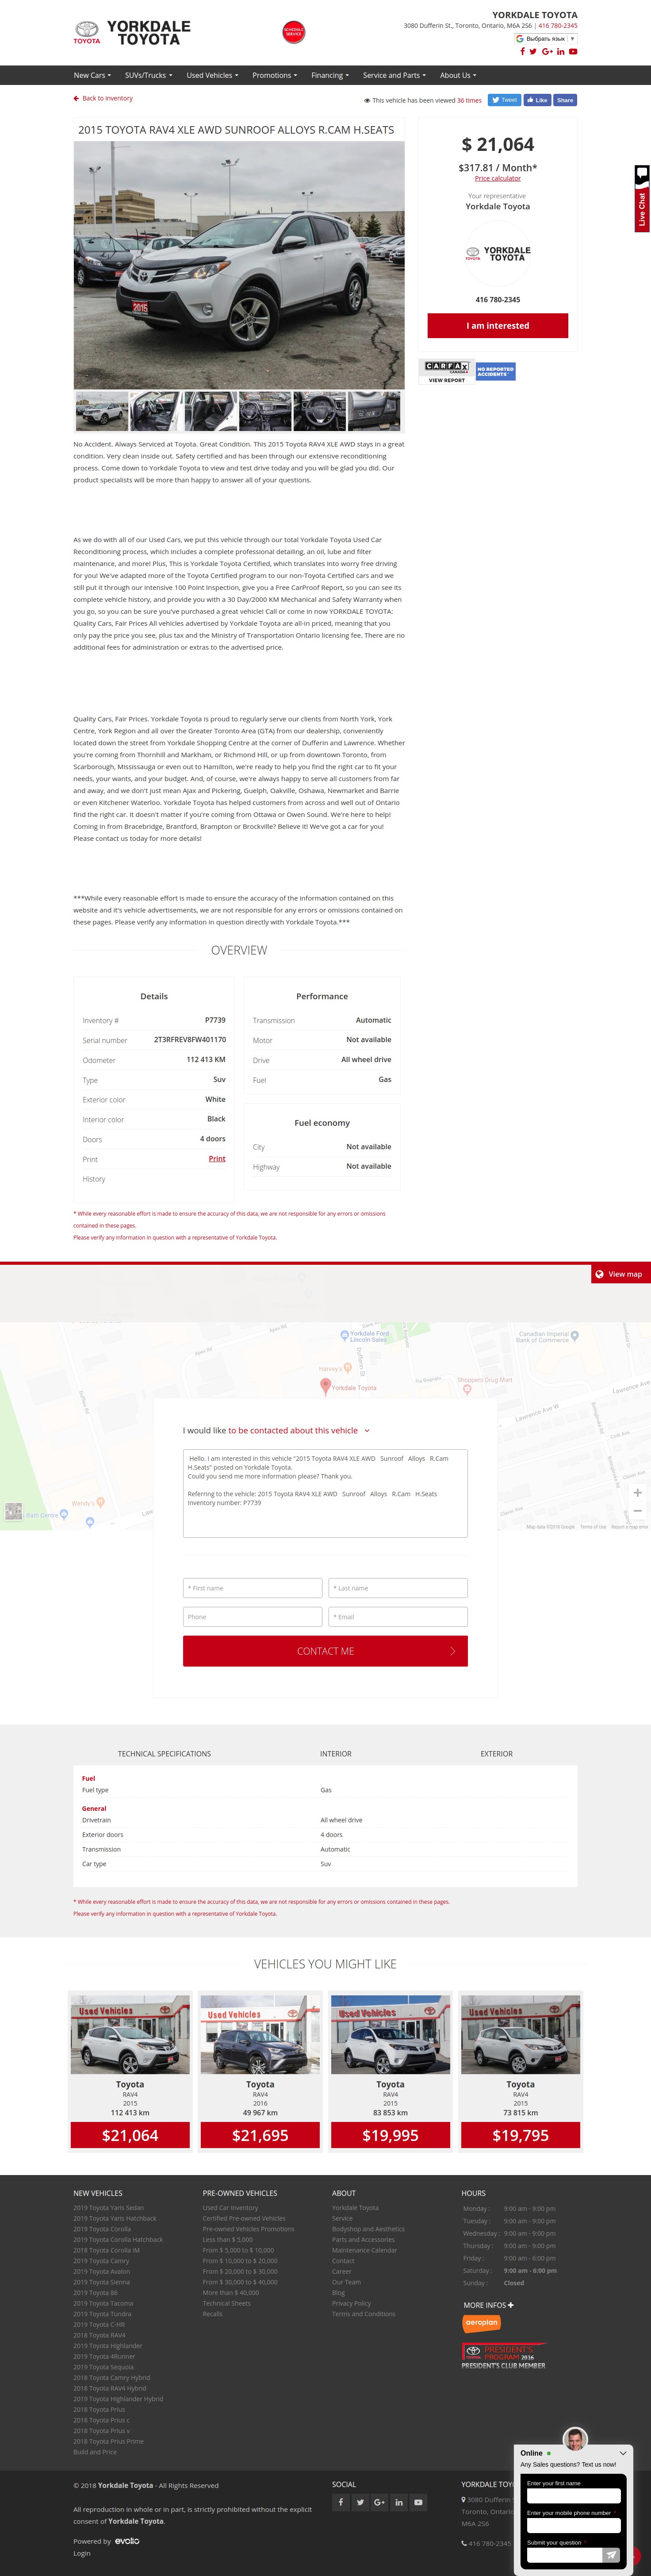 YORKDALE TOYOTA
YORKDALE TOYOTA
TOYOTA
SCHEDULE SERVICE
3080 Dufferin St., Toronto, Ontario, M6A 2S6 | 416 780-2345
Выбрать язык ▼
New Cars SUVs/Trucks Used Vehicles Promotions Financing Service and Parts About Us
Back to Inventory
This vehicle has been viewed 36 times
Tweet Like Share
Live Chat
2015 TOYOTA RAV4 XLE AWD SUNROOF ALLOYS R.CAM H.SEATS
2015
$ 21,064
$317.81 / Month*
Price calculator
Your representative
Yorkdale Toyota
YORKDALE TOYOTA
416 780-2345
I am interested
CARFAX CANADA
VIEW REPORT
NO REPORTED ACCIDENTS
No Accident. Always Serviced at Toyota. Great Condition. This 2015 Toyota RAV4 XLE AWD stays in a great
condition. Very clean inside out. Safety certified and has been through our extensive reconditioning
process. Come down to Yorkdale Toyota to view and test drive today and you will be glad you did. Our
product specialists will be more than happy to answer all of your questions.
As we do with all of our Used Cars, we put this vehicle through our total Yorkdale Toyota Used Car
Reconditioning process, which includes a complete professional detailing, an oil, lube and filter
maintenance, and more! Plus, This is Yorkdale Toyota Certified, which translates into worry free driving
for you! We've adapted more of the Toyota Certified program to our non-Toyota Certified cars and we
still put it through our intensive 100 Point Inspection, give you a Free CarProof Report, so you can see its
complete vehicle history, and provide you with a 30 Day/2000 KM Mechanical and Safety Warranty when
you go, so you can be sure you've purchased a great vehicle! Call or come in now YORKDALE TOYOTA:
Quality Cars, Fair Prices All vehicles advertised by Yorkdale Toyota are all-in priced, meaning that you
only pay the price you see, plus tax and the Ministry of Transportation Ontario licensing fee. There are no
additional fees for administration or extras to the advertised price.
Quality Cars, Fair Prices. Yorkdale Toyota is proud to regularly serve our clients from North York, York
Centre, York Region and all over the Greater Toronto Area (GTA) from our dealership, conveniently
located down the street from Yorkdale Shopping Centre at the corner of Dufferin and Lawrence. Whether
you're coming from Thornhill and Markham, or Richmond Hill, or up from downtown Toronto, from
Scarborough, Mississauga or even out to Hamilton, we're ready to help you find the right car to fit your
needs, your wants, and your budget. And, of course, we're always happy to serve all customers from far
and away, and we don't just mean Ajax and Pickering, Guelph, Oakville, Oshawa, Newmarket and Barrie
or even Kitchener Waterloo. Yorkdale Toyota has helped customers from across and well out of Ontario
find the right car. It doesn't matter if you're coming from Ottawa or Owen Sound. We're here to help!
Coming in from Bracebridge, Brantford, Brampton or Brockville? Believe it! We've got a car for you!
Please contact us today for more details!
***While every reasonable effort is made to ensure the accuracy of the information contained on this
website and it's vehicle advertisements, we are not responsible for any errors or omissions contained on
these pages. Please verify any information in question directly with Yorkdale Toyota.***
OVERVIEW
Details
Inventory # P7739
Serial number 2T3RFREV8FW401170
Odometer 112 413 KM
Type Suv
Exterior color White
Interior color Black
Doors 4 doors
Print Print
History
Performance
Transmission Automatic
Motor Not available
Drive All wheel drive
Fuel Gas
Fuel economy
City Not available
Highway Not available
* While every reasonable effort is made to ensure the accuracy of this data, we are not responsible for any errors or omissions
contained in these pages.
Please verify any information in question with a representative of Yorkdale Toyota.
View map
Apex Rd
Yorkdale Ford Lincoln Sales
Dufferin St
Canadian Imperial Bank of Commerce
Harvey's
Yorkdale Toyota
Shoppers Drug Mart
Lawrence Ave W
Wendy's
Bath Centre
Map data ©2018 Google Terms of Use Report a map error
I would like to be contacted about this vehicle
Hello, I am interested in this vehicle "2015 Toyota RAV4 XLE AWD Sunroof Alloys R.Cam
H.Seats" posted on Yorkdale Toyota.
Could you send me more information please? Thank you.
Referring to the vehicle: 2015 Toyota RAV4 XLE AWD Sunroof Alloys R.Cam H.Seats
Inventory number: P7739
* First name * Last name
Phone * Email
CONTACT ME
TECHNICAL SPECIFICATIONS INTERIOR EXTERIOR
Fuel
Fuel type Gas
General
Drivetrain All wheel drive
Exterior doors 4 doors
Transmission Automatic
Car type Suv
* While every reasonable effort is made to ensure the accuracy of this data, we are not responsible for any errors or omissions contained in these pages.
Please verify any information in question with a representative of Yorkdale Toyota.
VEHICLES YOU MIGHT LIKE
Used Vehicles
Toyota
RAV4
2015
112 413 km
$21,064
Used Vehicles
Toyota
RAV4
2016
49 967 km
$21,695
Used Vehicles
Toyota
RAV4
2015
83 853 km
$19,995
Used Vehicles
Toyota
RAV4
2015
73 815 km
$19,795
NEW VEHICLES
2019 Toyota Yaris Sedan
2019 Toyota Yaris Hatchback
2019 Toyota Corolla
2019 Toyota Corolla Hatchback
2018 Toyota Corolla iM
2019 Toyota Camry
2019 Toyota Avalon
2019 Toyota Sienna
2019 Toyota 86
2019 Toyota Tacoma
2019 Toyota Tundra
2019 Toyota C-HR
2018 Toyota RAV4
2019 Toyota Highlander
2019 Toyota 4Runner
2019 Toyota Sequoia
2018 Toyota Camry Hybrid
2018 Toyota RAV4 Hybrid
2019 Toyota Highlander Hybrid
2018 Toyota Prius
2018 Toyota Prius c
2018 Toyota Prius v
2018 Toyota Prius Prime
Build and Price
PRE-OWNED VEHICLES
Used Car Inventory
Certified Pre-owned Vehicles
Pre-owned Vehicles Promotions
Less than $ 5,000
From $ 5,000 to $ 10,000
From $ 10,000 to $ 20,000
From $ 20,000 to $ 30,000
From $ 30,000 to $ 40,000
More than $ 40,000
Technical Sheets
Recalls
ABOUT
Yorkdale Toyota
Service
Bodyshop and Aesthetics
Parts and Accessories
Maintenance Calendar
Contact
Career
Our Team
Blog
Privacy Policy
Terms and Conditions
HOURS
Monday : 9:00 am - 9:00 pm
Tuesday : 9:00 am - 9:00 pm
Wednesday : 9:00 am - 9:00 pm
Thursday : 9:00 am - 9:00 pm
Friday : 9:00 am - 6:00 pm
Saturday : 9:00 am - 6:00 pm
Sunday : Closed
MORE INFOS
aeroplan
PRESIDENT'S PROGRAM 2016
PRESIDENT'S CLUB MEMBER
© 2018 Yorkdale Toyota - All Rights Reserved
All reproduction in whole or in part, is strictly prohibited without the explicit
consent of Yorkdale Toyota.
Powered by evolio
Login
SOCIAL
YORKDALE
3080 Dufferin
Toronto, Ontario
M6A 2S6
416 780-2345
Online
Any Sales questions? Text us now!
Enter your first name
Enter your mobile phone number *
Submit your question *